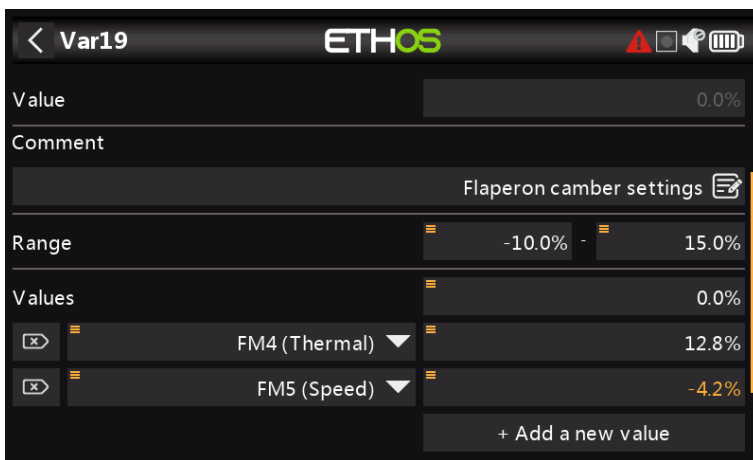 Var19 ETHOS
Value 0.0%
Comment
Flaperon camber settings
Range -10.0% - 15.0%
Values 0.0%
FM4 (Thermal) 12.8%
FM5 (Speed) -4.2%
+ Add a new value